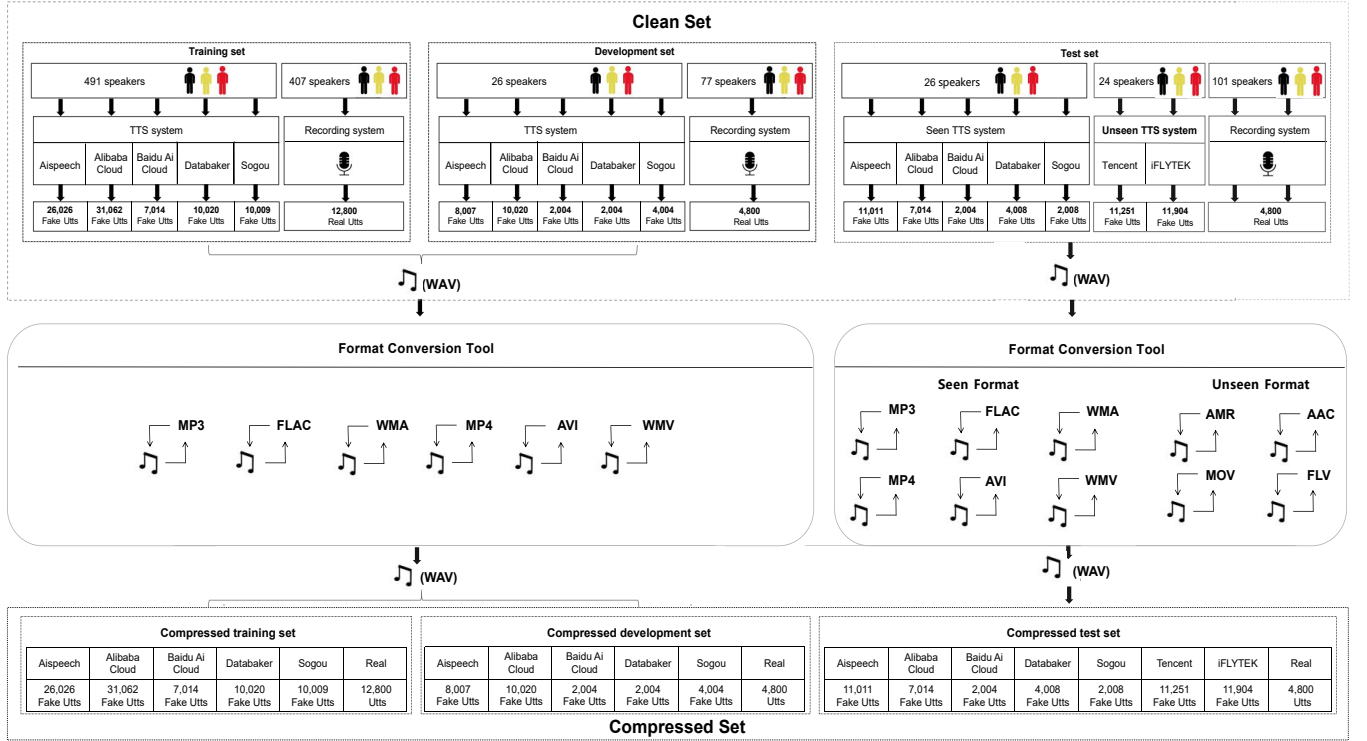 Clean Set
Training set
491 speakers
407 speakers
TTS system
Recording system
Aispeech
Alibaba
Cloud
Baidu Ai
Cloud
Databaker
Sogou
26,026
Fake Utts
31,062
Fake Utts
7,014
Fake Utts
10,020
Fake Utts
10,009
Fake Utts
12,800
Real Utts
Development set
26 speakers
77 speakers
TTS system
Recording system
Aispeech
Alibaba
Cloud
Baidu Ai
Cloud
Databaker
Sogou
8,007
Fake Utts
10,020
Fake Utts
2,004
Fake Utts
2,004
Fake Utts
4,004
Fake Utts
4,800
Real Utts
Test set
26 speakers
24 speakers
101 speakers
Seen TTS system
Unseen TTS system
Recording system
Aispeech
Alibaba
Cloud
Baidu Ai
Cloud
Databaker
Sogou
Tencent
iFLYTEK
11,011
Fake Utts
7,014
Fake Utts
2,004
Fake Utts
4,008
Fake Utts
2,008
Fake Utts
11,251
Fake Utts
11,904
Fake Utts
4,800
Real Utts
(WAV)
(WAV)
Format Conversion Tool
MP3
FLAC
WMA
MP4
AVI
WMV
Format Conversion Tool
Seen Format
Unseen Format
MP3
FLAC
WMA
AMR
AAC
MP4
AVI
WMV
MOV
FLV
(WAV)
(WAV)
Compressed training set
Aispeech
Alibaba
Cloud
Baidu Ai
Cloud
Databaker
Sogou
Real
26,026
Fake Utts
31,062
Fake Utts
7,014
Fake Utts
10,020
Fake Utts
10,009
Fake Utts
12,800
Utts
Compressed development set
Aispeech
Alibaba
Cloud
Baidu Ai
Cloud
Databaker
Sogou
Real
8,007
Fake Utts
10,020
Fake Utts
2,004
Fake Utts
2,004
Fake Utts
4,004
Fake Utts
4,800
Utts
Compressed test set
Aispeech
Alibaba
Cloud
Baidu Ai
Cloud
Databaker
Sogou
Tencent
iFLYTEK
Real
11,011
Fake Utts
7,014
Fake Utts
2,004
Fake Utts
4,008
Fake Utts
2,008
Fake Utts
11,251
Fake Utts
11,904
Fake Utts
4,800
Utts
Compressed Set